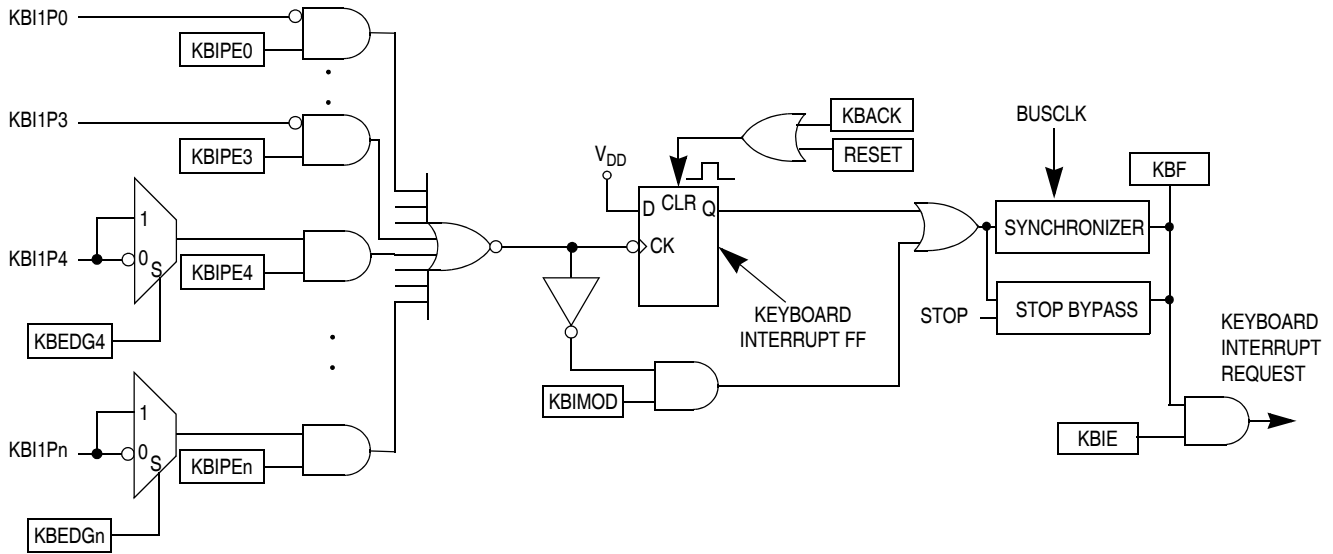 KBI1P0
KBIPE0
KBI1P3
KBIPE3
1
KBI1P4
0
S
KBIPE4
KBEDG4
1
KBI1Pn
0
S
KBIPEn
KBEDGn
VDD
D CLR Q
CK
KBACK
RESET
KEYBOARD
INTERRUPT FF
KBIMOD
BUSCLK
SYNCHRONIZER
KBF
STOP
STOP BYPASS
KEYBOARD
INTERRUPT
REQUEST
KBIE